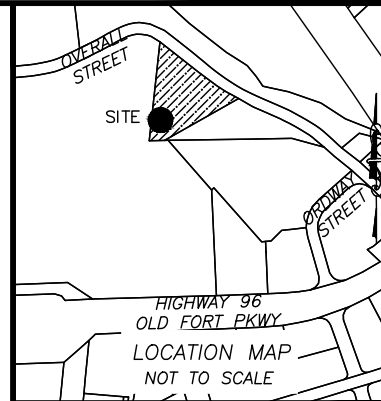 OVERALL
STREET
SITE
ORDWAY
STREET
HIGHWAY 96
OLD FORT PKWY
LOCATION MAP
NOT TO SCALE